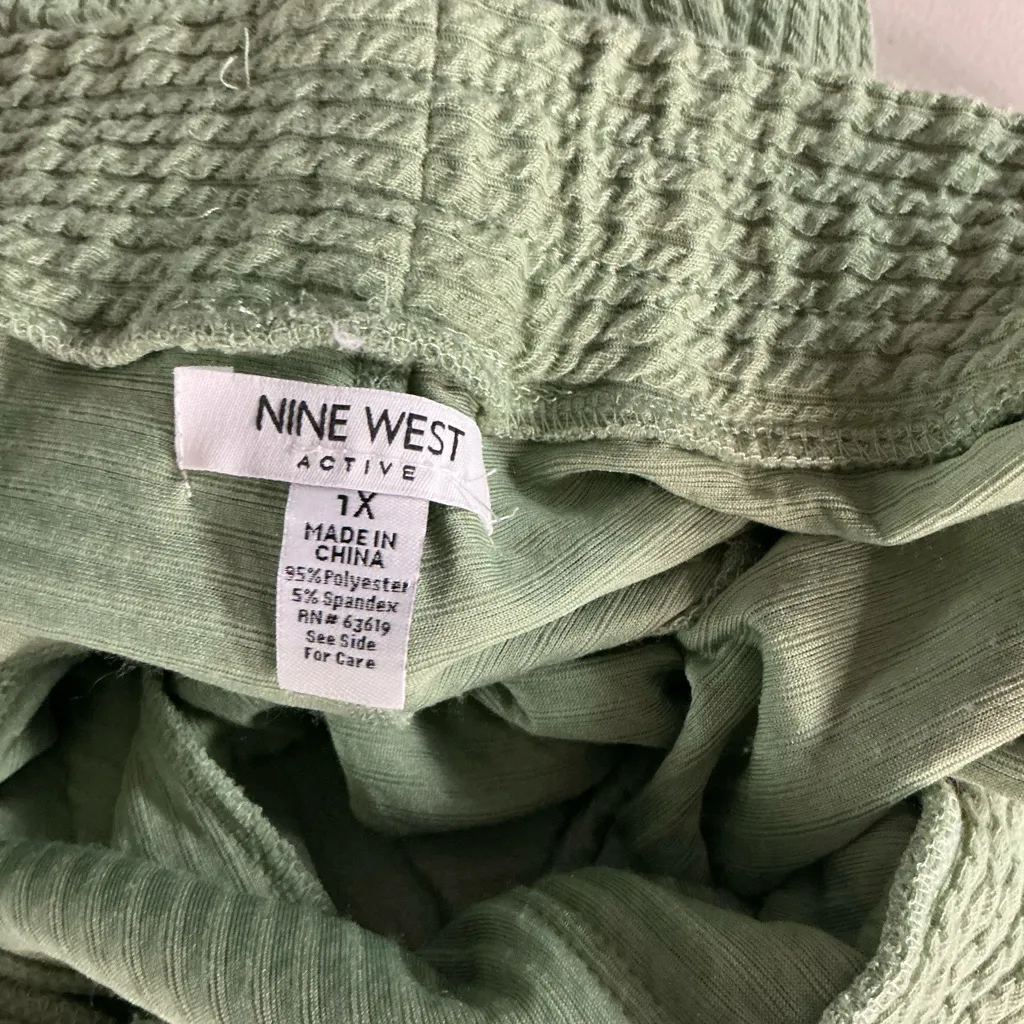 NINE WEST
ACTIVE
1X
MADE IN
CHINA
95% Polyester
5% Spandex
RN# 63619
See Side
For Care